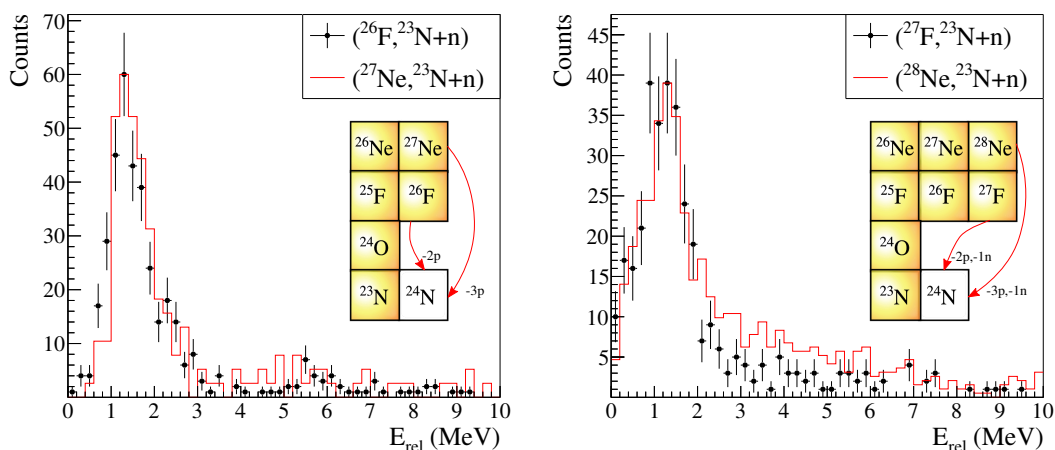 Counts
70
60
50
40
30
20
10
0 1 2 3 4 5 6 7 8 9 10
E_rel (MeV)
(²⁶F,²³N+n)
(²⁷Ne,²³N+n)
²⁶Ne ²⁷Ne
²⁵F ²⁶F
²⁴O
-2p
²³N ²⁴N
-3p
Counts
45
40
35
30
25
20
15
10
5
0 1 2 3 4 5 6 7 8 9 10
E_rel (MeV)
(²⁷F,²³N+n)
(²⁸Ne,²³N+n)
²⁶Ne ²⁷Ne ²⁸Ne
²⁵F ²⁶F ²⁷F
²⁴O
-2p,-1n
²³N ²⁴N
-3p,-1n